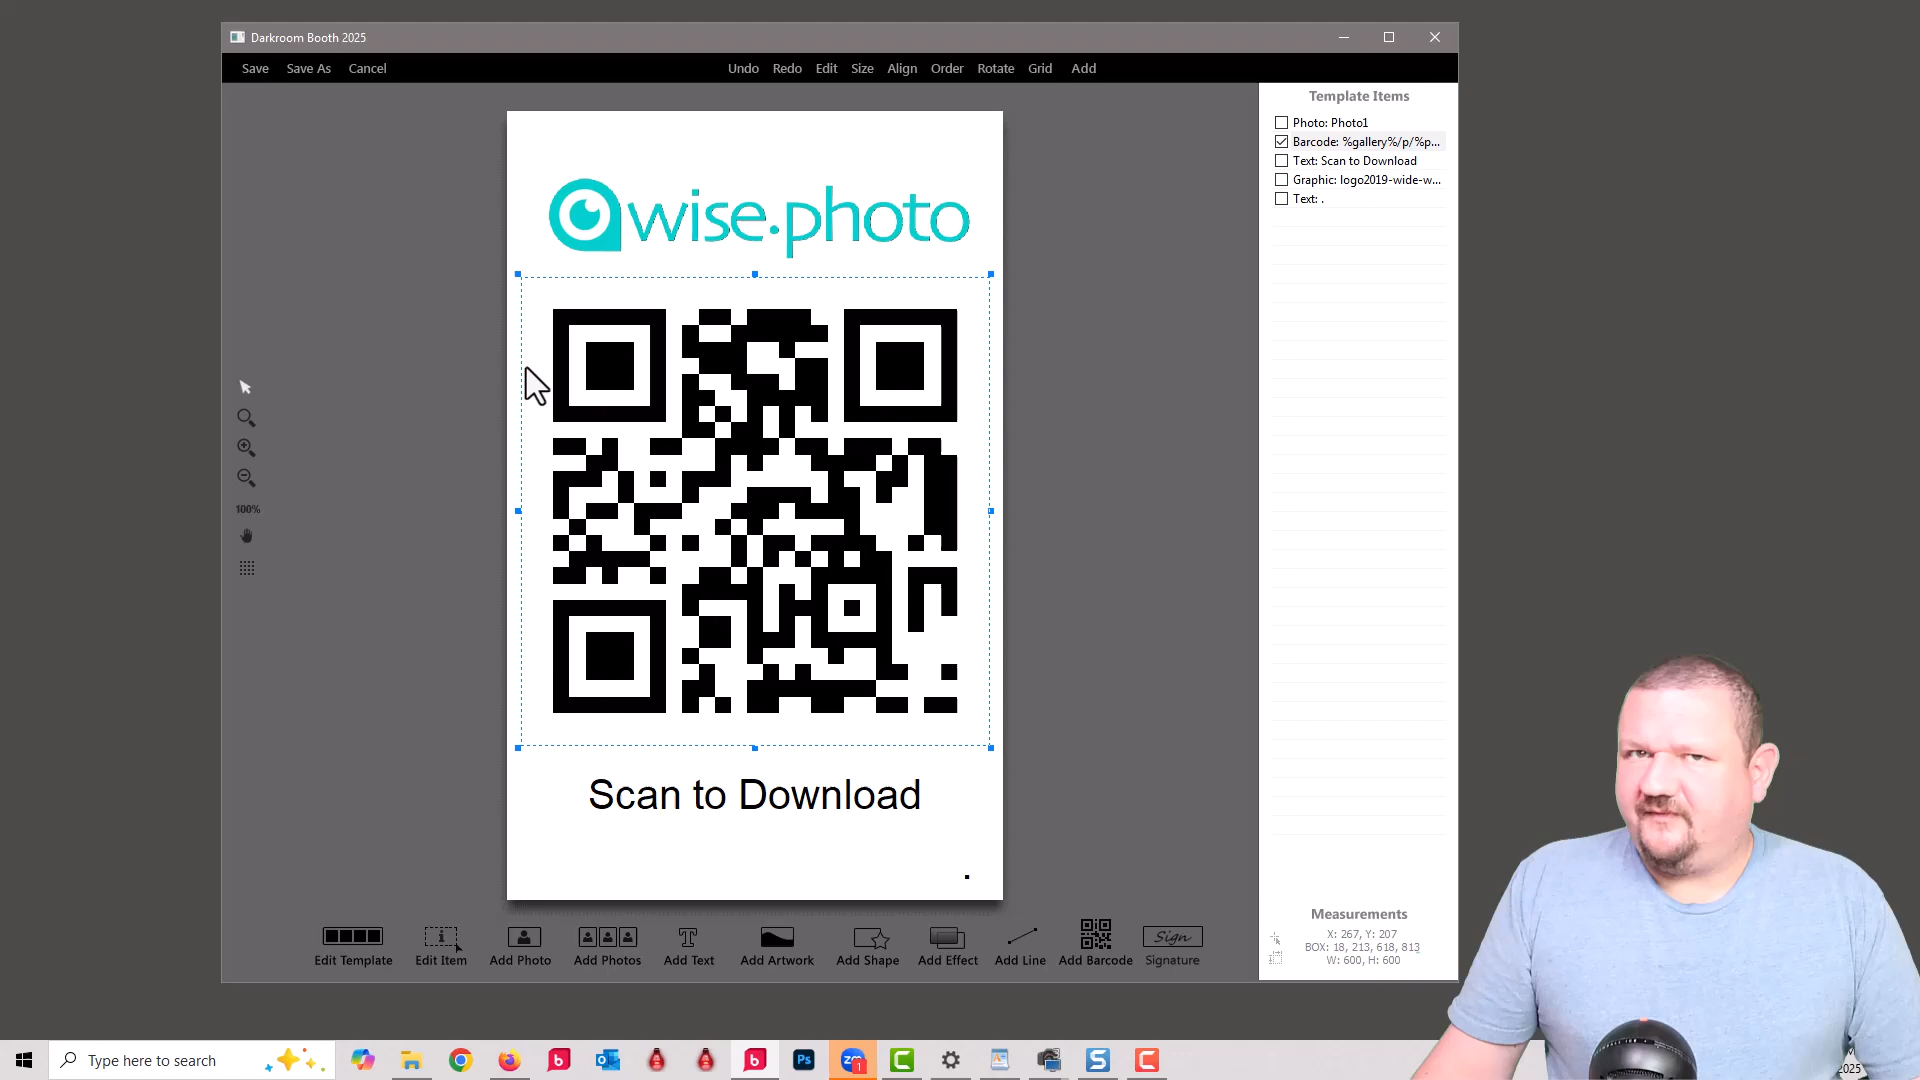 Darkroom Booth 2025
Save Save As Cancel Undo Redo Edit Size Align Order Rotate Grid Add
Template Items
Photo: Photo1
Barcode: %gallery%/p/%p...
Text: Scan to Download
Graphic: logo2019-wide-w...
Text: .
wise.photo
100%
Scan to Download
.
Measurements
X: 267, Y: 207
BOX: 18, 213, 618, 813
W: 600, H: 600
Sign
Edit Template Edit Item Add Photo Add Photos Add Text Add Artwork Add Shape Add Effect Add Line Add Barcode Signature
Type here to search
b
b
Ps
zm
1
C
S
C
2025